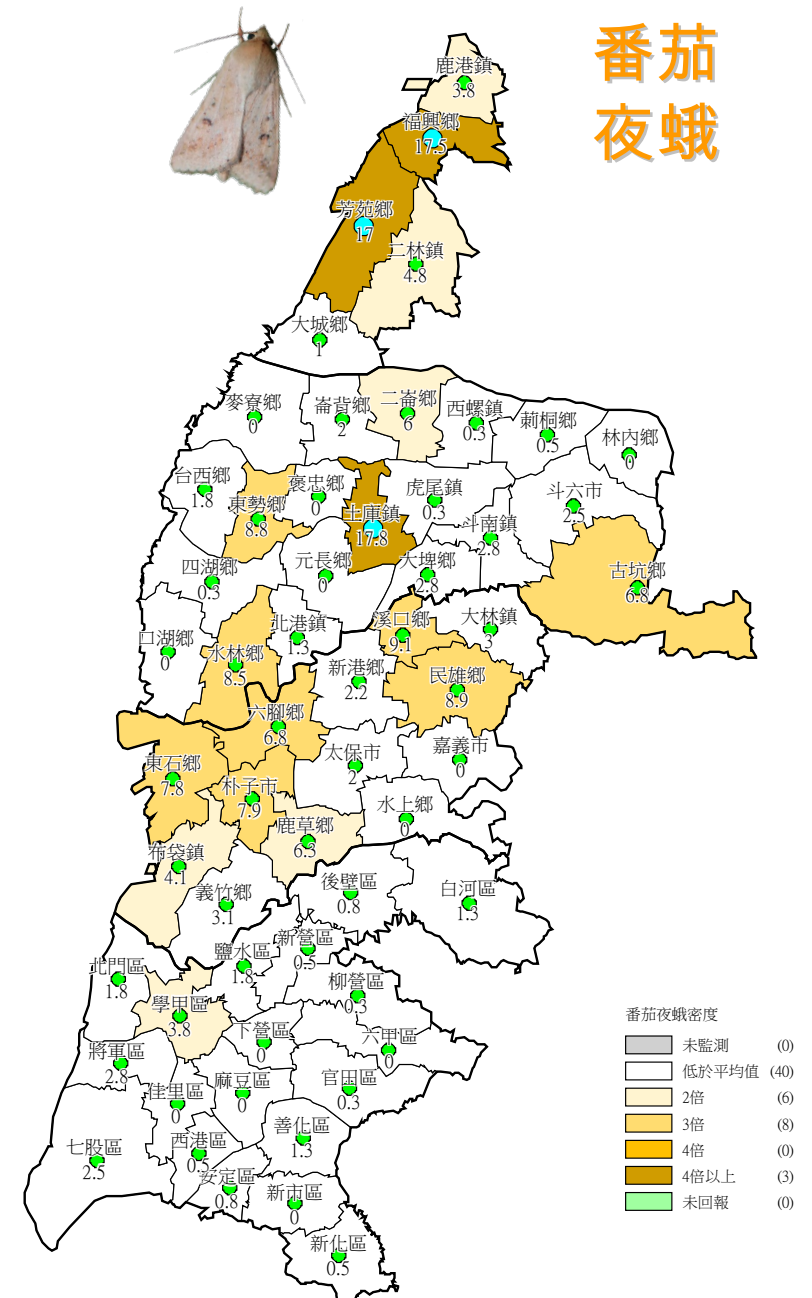 番茄
夜蛾
鹿港鎮
3.8
福興鄉
17.5
芳苑鄉
17
二林鎮
4.8
大城鄉
1
麥寮鄉
0
崙背鄉
2
二崙鄉
6
西螺鎮
0.3
莿桐鄉
0.5
林內鄉
0
台西鄉
1.8
東勢鄉
8.8
褒忠鄉
0
土庫鎮
17.8
虎尾鎮
0.3
斗南鎮
2.8
斗六市
2.5
古坑鄉
6.8
四湖鄉
0.3
元長鄉
0
大埤鄉
2.8
口湖鄉
0
水林鄉
8.5
北港鎮
1.3
溪口鄉
9.1
大林鎮
3
新港鄉
2.2
民雄鄉
8.9
六腳鄉
6.8
東石鄉
7.8
朴子市
7.9
太保市
2
嘉義市
0
水上鄉
0
鹿草鄉
6.3
布袋鎮
4.1
義竹鄉
3.1
後壁區
0.8
白河區
1.3
新營區
0.5
鹽水區
1.8
北門區
1.8
柳營區
0.3
學甲區
3.8
下營區
0
六甲區
0
將軍區
2.8
佳里區
0
麻豆區
0
官田區
0.3
七股區
2.5
西港區
0.5
善化區
1.3
安定區
0.8
新市區
0
新化區
0.5
番茄夜蛾密度
未監測 (0)
低於平均值 (40)
2倍 (6)
3倍 (8)
4倍 (0)
4倍以上 (3)
未回報 (0)